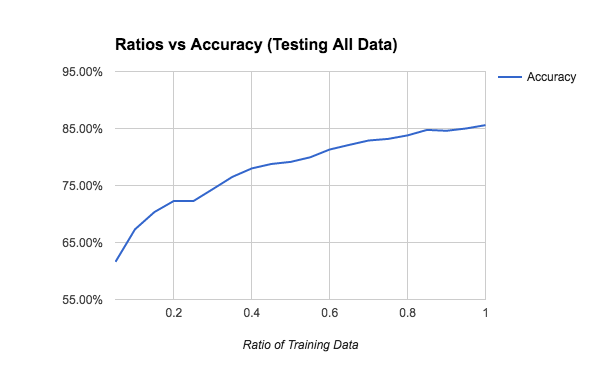 Ratios vs Accuracy (Testing All Data)
95.00%
Accuracy
85.00%
75.00%
65.00%
55.00%
0.2 0.4 0.6 0.8 1
Ratio of Training Data